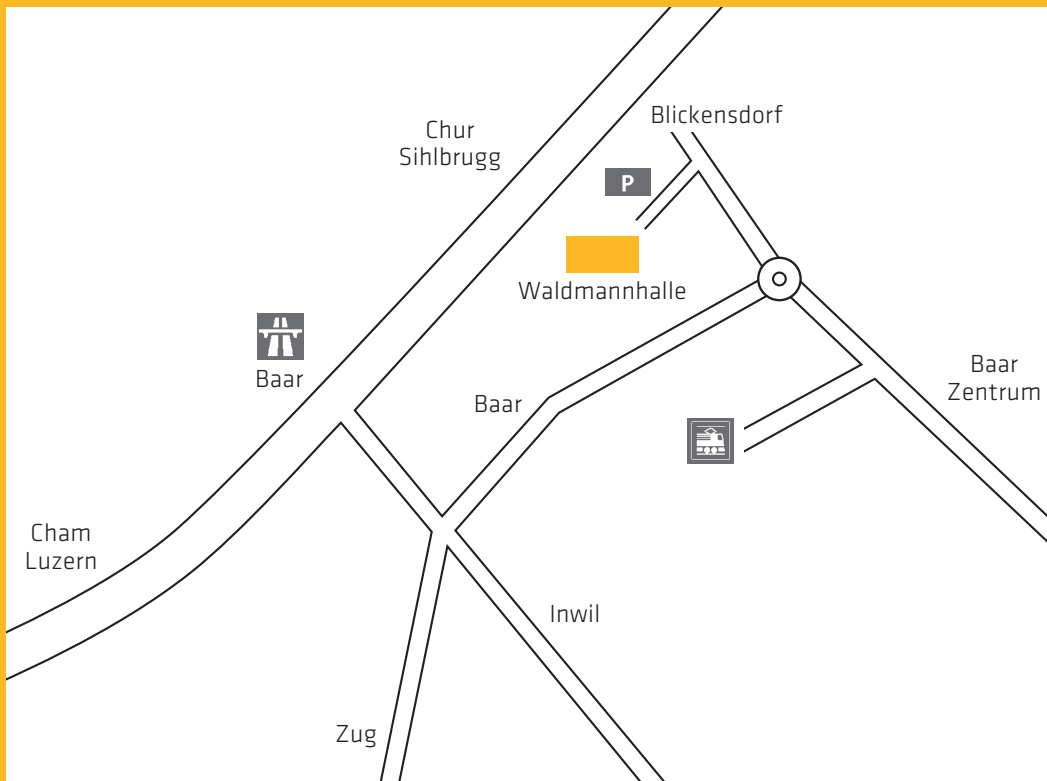 Blickensdorf
Chur
Sihlbrugg
P
Waldmannhalle
Baar
Baar
Baar
Zentrum
Cham
Luzern
Inwil
Zug